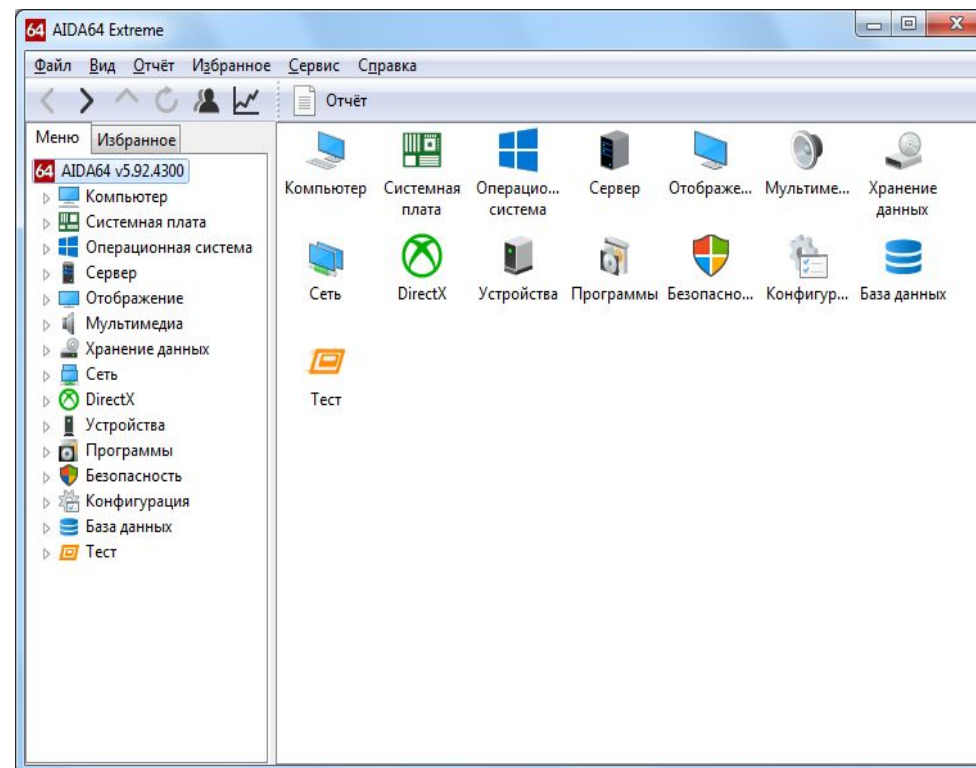 64 AIDA64 Extreme
Файл Вид Отчёт Избранное Сервис Справка
Отчёт
Меню Избранное
64 AIDA64 v5.92.4300
Компьютер
Системная плата
Операционная система
Сервер
Отображение
Мультимедиа
Хранение данных
Сеть
DirectX
Устройства
Программы
Безопасность
Конфигурация
База данных
Тест
Компьютер Системная Операцио... Сервер Отображе... Мультиме... Хранение
плата система данных
Сеть DirectX Устройства Программы Безопасно... Конфигур... База данных
Тест